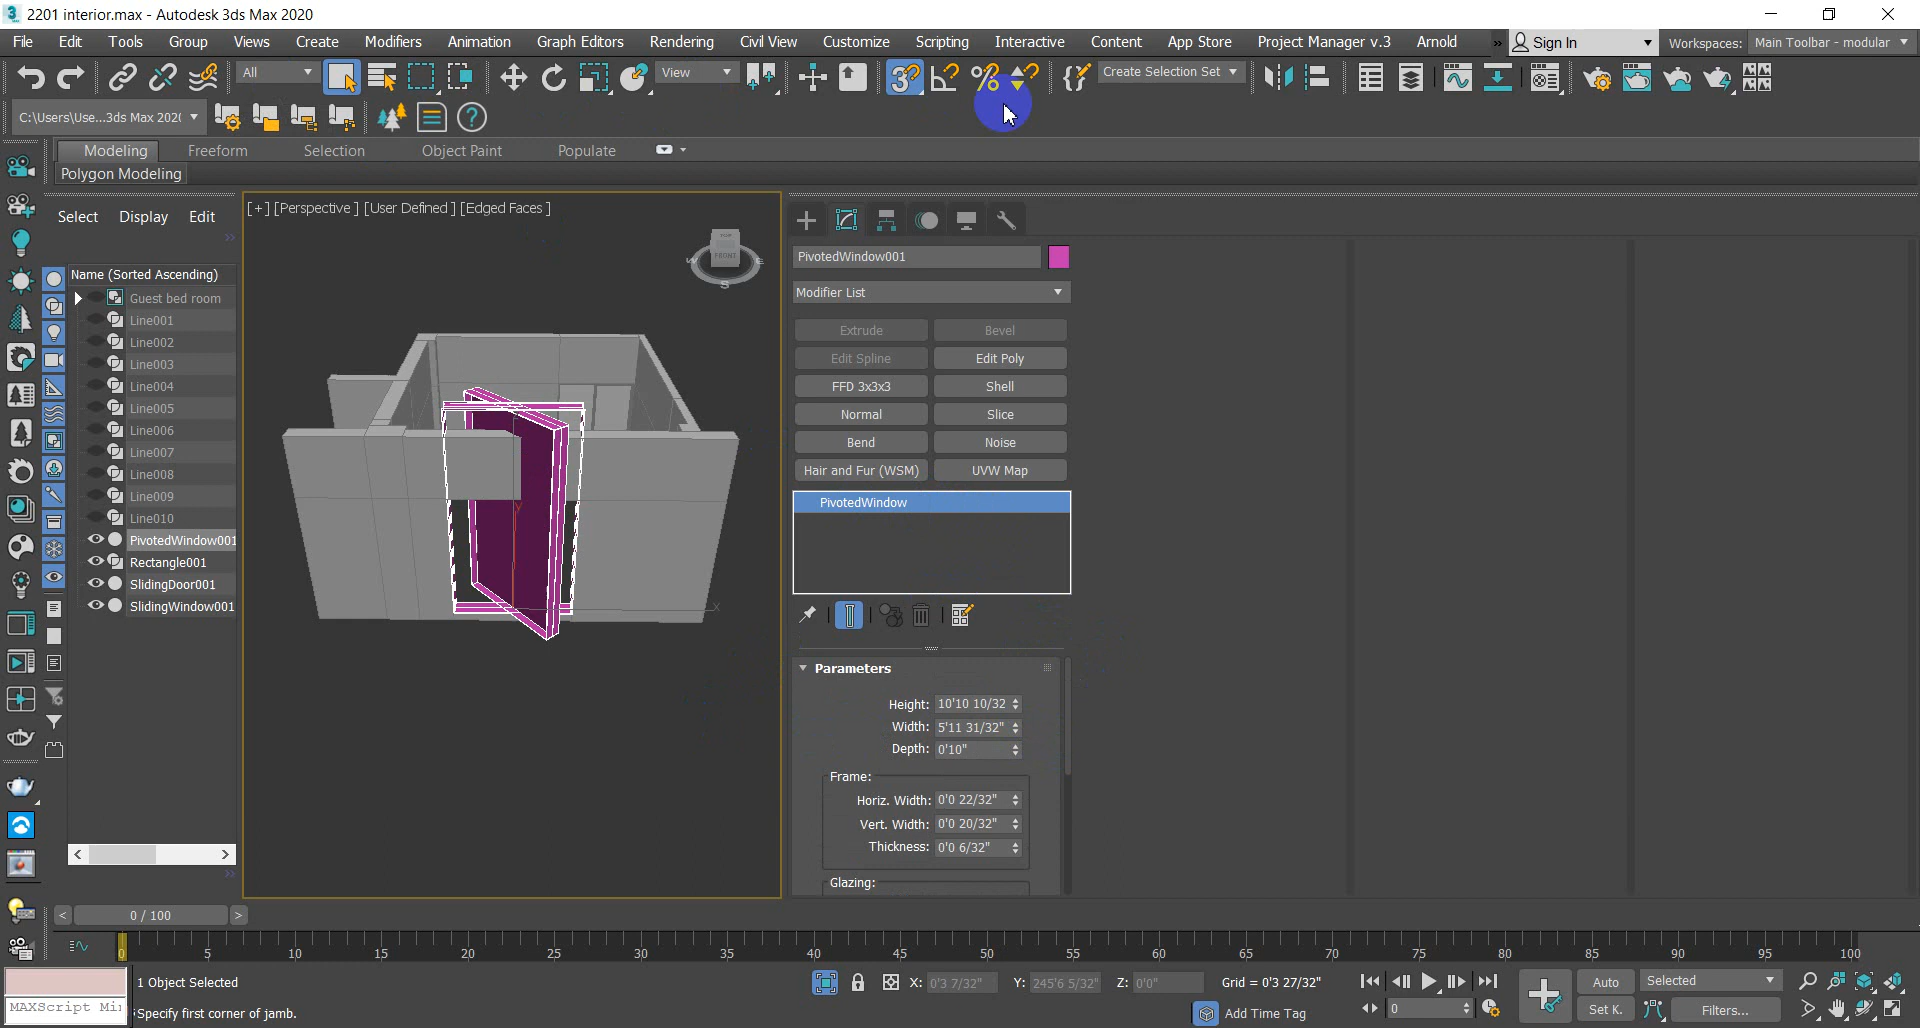 2201 interior.max - Autodesk 3ds Max 2020
File Edit Tools Group Views Create Modifiers Animation Graph Editors Rendering Civil View Customize Scripting Interactive Content App Store Project Manager v.3 Arnold » Sign In Workspaces: Main Toolbar - modular
All View Create Selection Set
C:\Users\Use...3ds Max 202(
Modeling Freeform Selection Object Paint Populate
Polygon Modeling
Select Display Edit
Name (Sorted Ascending)
Guest bed room
Line001
Line002
Line003
Line004
Line005
Line006
Line007
Line008
Line009
Line010
PivotedWindow001
Rectangle001
SlidingDoor001
SlidingWindow001
[+] [Perspective] [User Defined] [Edged Faces]
TOP
FRONT
W E
S
Y
X
PivotedWindow001
Modifier List
Extrude Bevel
Edit Spline Edit Poly
FFD 3x3x3 Shell
Normal Slice
Bend Noise
Hair and Fur (WSM) UVW Map
PivotedWindow
Parameters
Height: 10'10 10/32
Width: 5'11 31/32"
Depth: 0'10"
Frame:
Horiz. Width: 0'0 22/32"
Vert. Width: 0'0 20/32"
Thickness: 0'0 6/32"
Glazing:
< 0 / 100 >
0 5 10 15 20 25 30 35 40 45 50 55 60 65 70 75 80 85 90 95 100
1 Object Selected X: 0'3 7/32" Y: 245'6 5/32" Z: 0'0" Grid = 0'3 27/32" Auto Selected
MAXScript Mi Specify first corner of jamb. Add Time Tag 0 Set K. Filters...